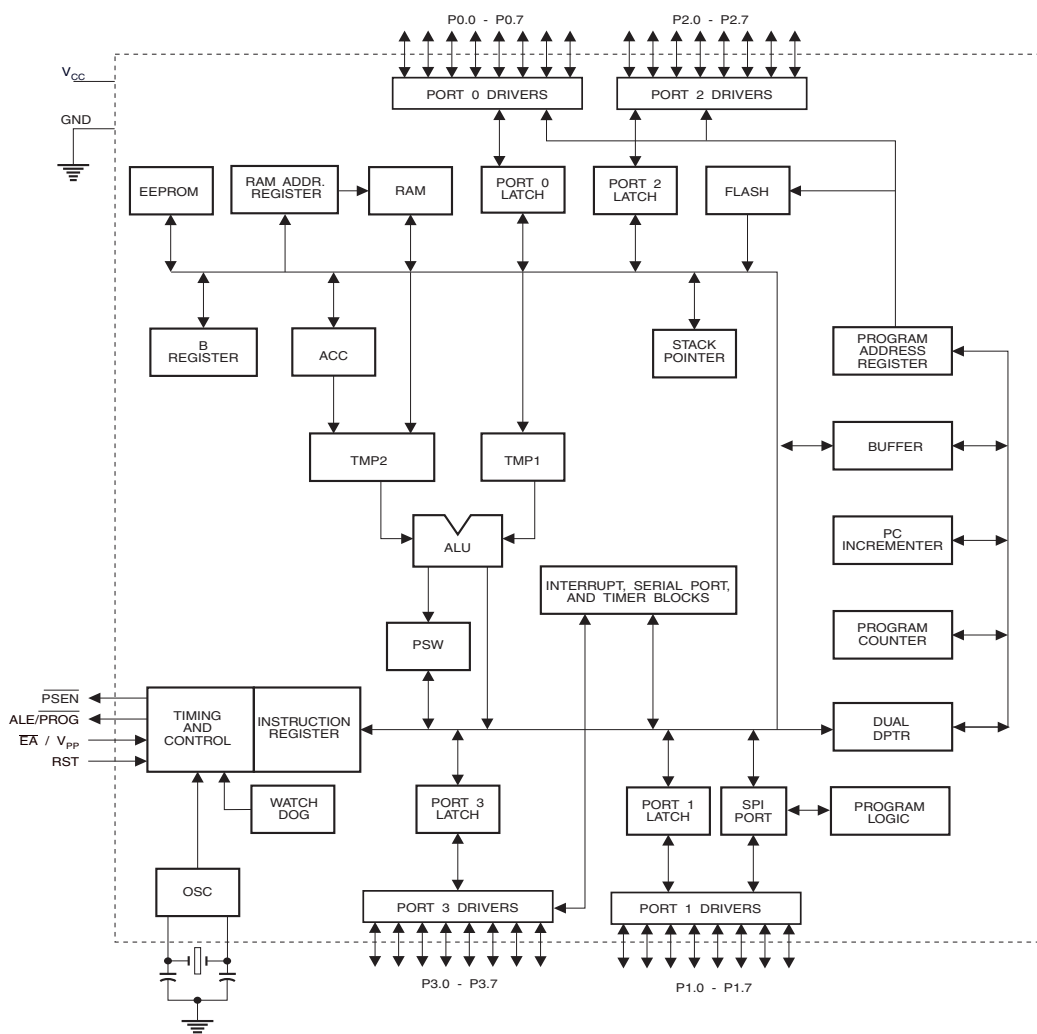 P0.0 - P0.7
P2.0 - P2.7
VCC
PORT 0 DRIVERS
PORT 2 DRIVERS
GND
EEPROM
RAM ADDR.
REGISTER
RAM
PORT 0
LATCH
PORT 2
LATCH
FLASH
B
REGISTER
ACC
STACK
POINTER
PROGRAM
ADDRESS
REGISTER
TMP2
TMP1
BUFFER
ALU
PC
INCREMENTER
INTERRUPT, SERIAL PORT,
AND TIMER BLOCKS
PSW
PROGRAM
COUNTER
PSEN
ALE/PROG
EA / VPP
RST
TIMING
AND
CONTROL
INSTRUCTION
REGISTER
DUAL
DPTR
WATCH
DOG
PORT 3
LATCH
PORT 1
LATCH
SPI
PORT
PROGRAM
LOGIC
OSC
PORT 3 DRIVERS
PORT 1 DRIVERS
P3.0 - P3.7
P1.0 - P1.7